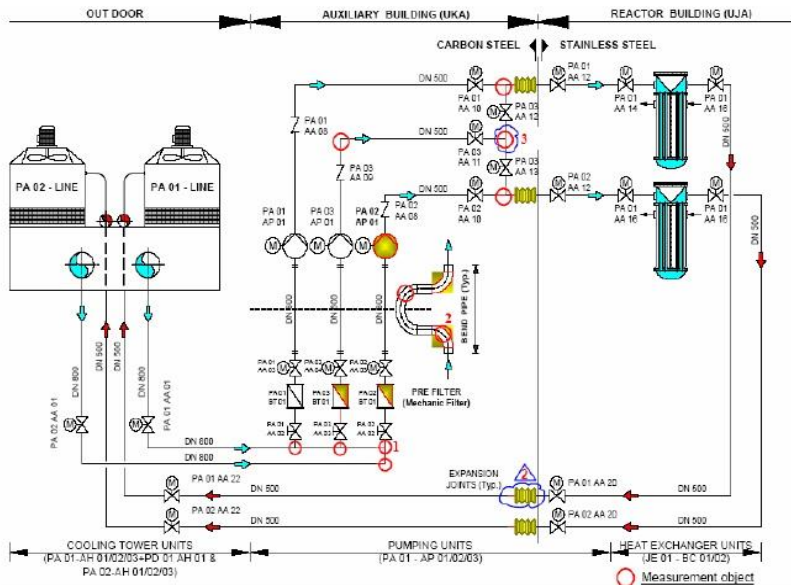 OUT DOOR
AUXILIARY BUILDING (UKA)
REACTOR BUILDING (UJA)
CARBON STEEL
STAINLESS STEEL
DN 500
PA 01
AA 10
PA 03
AA 12
PA 01
AA 12
PA 01
AA 14
PA 01
AA 16
PA 01
AA 08
DN 500
3
PA 03
AA 11
PA 03
AA 13
PA 03
AA 09
DN 500
PA 02
AA 10
PA 02
AA 12
PA 01
AA 16
PA 01
AA 16
PA 02
AA 08
DN 500
DN 500
PA 02 - LINE
PA 01 - LINE
PA 01
AP 01
PA 03
AP 01
PA 02
AP 01
M
M
M
BEND PIPE (Typ.)
2
PRE FILTER
(Mechanic Filter)
PA 01
BT 01
PA 03
BT 01
PA 02
BT 01
DN 500
DN 500
DN 800
DN 800
PA 02 AA 01
PA 01 AA 01
1
DN 800
DN 800
EXPANSION
JOINTS (Typ.)
2
PA 01 AA 22
DN 500
PA 01 AA 20
DN 500
PA 02 AA 22
DN 500
PA 02 AA 20
DN 500
COOLING TOWER UNITS
(PA 01-AH 01/02/03+PD 01 AH 01 &
PA 02-AH 01/02/03)
PUMPING UNITS
(PA 01 - AP 01/02/03)
HEAT EXCHANGER UNITS
(JE 01 - BC 01/02)
Measurement object